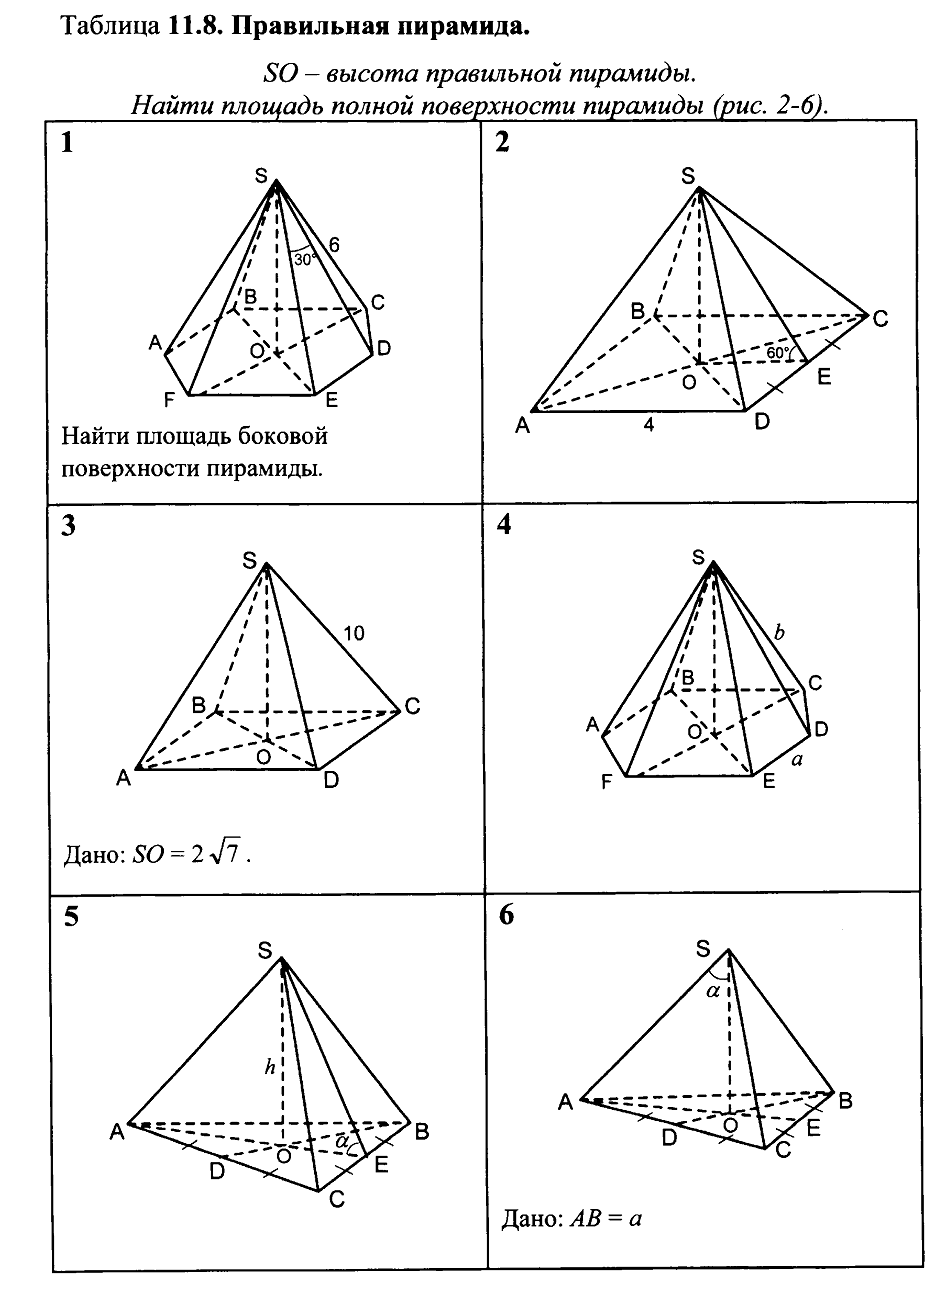 Таблица 11.8. Правильная пирамида.
SO – высота правильной пирамиды.
Найти площадь полной поверхности пирамиды (рис. 2-6).
1
S
6
30°
B
C
A
O
D
F
E
Найти площадь боковой
поверхности пирамиды.
2
S
B
C
60°
O
E
A
4
D
3
S
10
B
C
O
A
D
Дано: SO = 2√7 .
4
S
b
B
C
A
O
D
a
F
E
5
S
h
A
α
B
O
D
E
C
6
S
α
A
B
O
D
E
C
Дано: AB = a